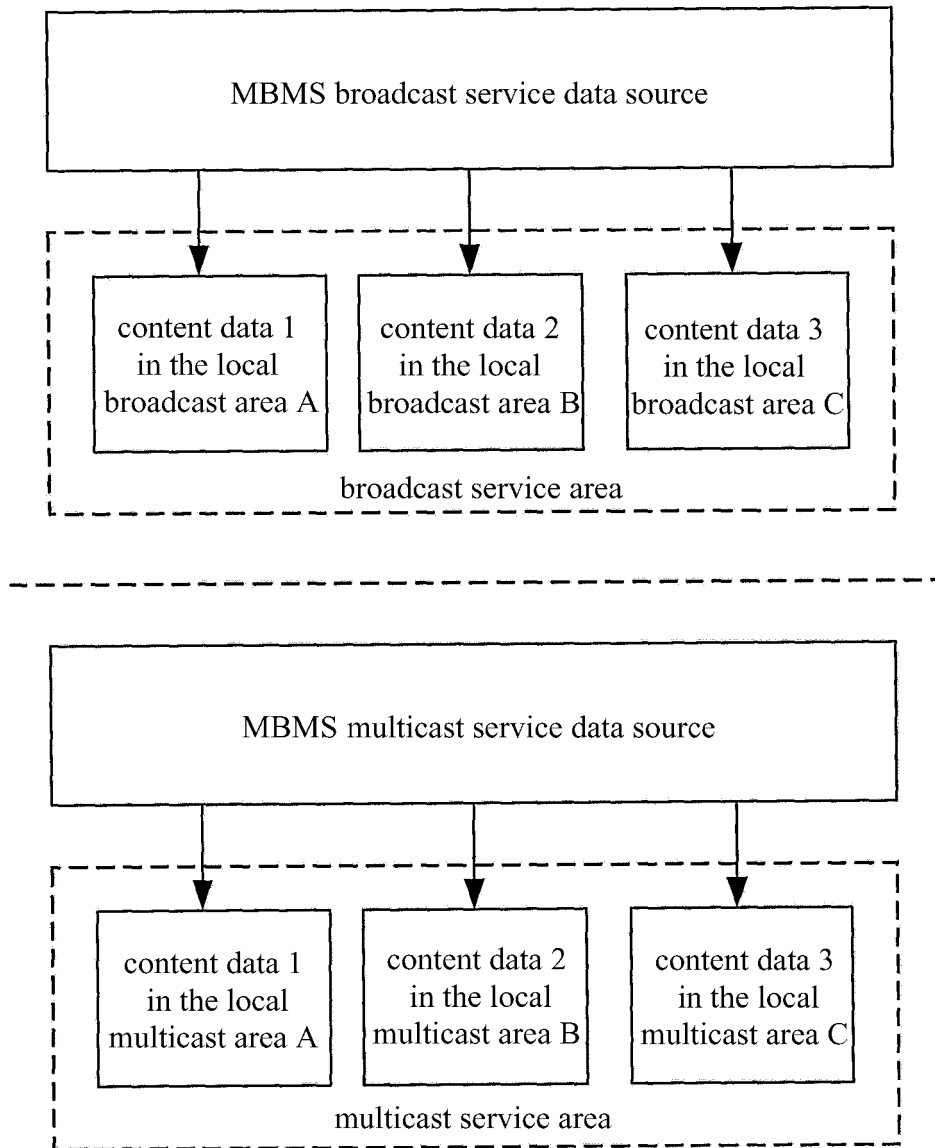 MBMS broadcast service data source
content data 1
in the local
broadcast area A
content data 2
in the local
broadcast area B
content data 3
in the local
broadcast area C
broadcast service area
MBMS multicast service data source
content data 1
in the local
multicast area A
content data 2
in the local
multicast area B
content data 3
in the local
multicast area C
multicast service area